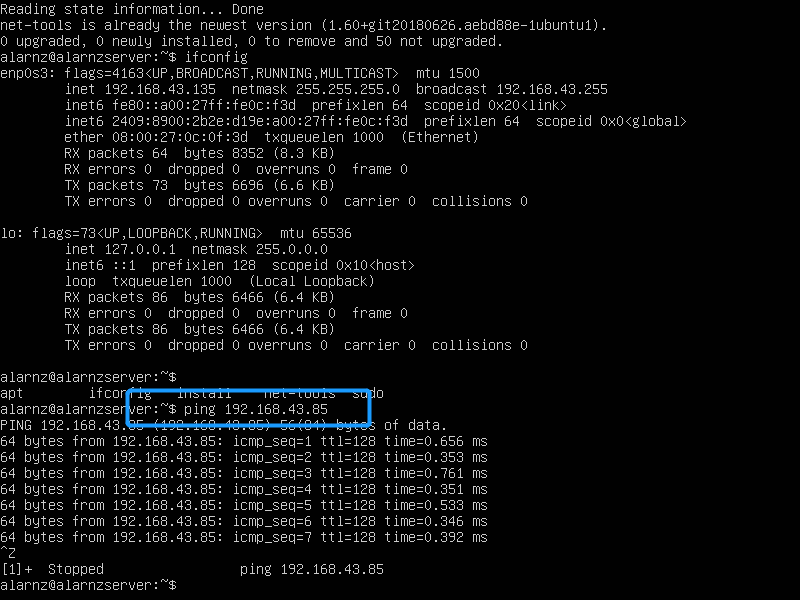 Reading state information... Done
net-tools is already the newest version (1.60+git20180626.aebd88e-1ubuntu1).
0 upgraded, 0 newly installed, 0 to remove and 50 not upgraded.
alarnz@alarnzserver:~$ ifconfig
enp0s3: flags=4163<UP,BROADCAST,RUNNING,MULTICAST>  mtu 1500
        inet 192.168.43.135  netmask 255.255.255.0  broadcast 192.168.43.255
        inet6 fe80::a00:27ff:fe0c:f3d  prefixlen 64  scopeid 0x20<link>
        inet6 2409:8900:2b2e:d19e:a00:27ff:fe0c:f3d  prefixlen 64  scopeid 0x0<global>
        ether 08:00:27:0c:0f:3d  txqueuelen 1000  (Ethernet)
        RX packets 64  bytes 8352 (8.3 KB)
        RX errors 0  dropped 0  overruns 0  frame 0
        TX packets 73  bytes 6696 (6.6 KB)
        TX errors 0  dropped 0 overruns 0  carrier 0  collisions 0

lo: flags=73<UP,LOOPBACK,RUNNING>  mtu 65536
        inet 127.0.0.1  netmask 255.0.0.0
        inet6 ::1  prefixlen 128  scopeid 0x10<host>
        loop  txqueuelen 1000  (Local Loopback)
        RX packets 86  bytes 6466 (6.4 KB)
        RX errors 0  dropped 0  overruns 0  frame 0
        TX packets 86  bytes 6466 (6.4 KB)
        TX errors 0  dropped 0 overruns 0  carrier 0  collisions 0

alarnz@alarnzserver:~$
apt        ifconfig   install    net-tools  sudo
alarnz@alarnzserver:~$ ping 192.168.43.85
PING 192.168.43.85 (192.168.43.85) 56(84) bytes of data.
64 bytes from 192.168.43.85: icmp_seq=1 ttl=128 time=0.656 ms
64 bytes from 192.168.43.85: icmp_seq=2 ttl=128 time=0.353 ms
64 bytes from 192.168.43.85: icmp_seq=3 ttl=128 time=0.761 ms
64 bytes from 192.168.43.85: icmp_seq=4 ttl=128 time=0.351 ms
64 bytes from 192.168.43.85: icmp_seq=5 ttl=128 time=0.533 ms
64 bytes from 192.168.43.85: icmp_seq=6 ttl=128 time=0.346 ms
64 bytes from 192.168.43.85: icmp_seq=7 ttl=128 time=0.392 ms
^Z
[1]+  Stopped                 ping 192.168.43.85
alarnz@alarnzserver:~$